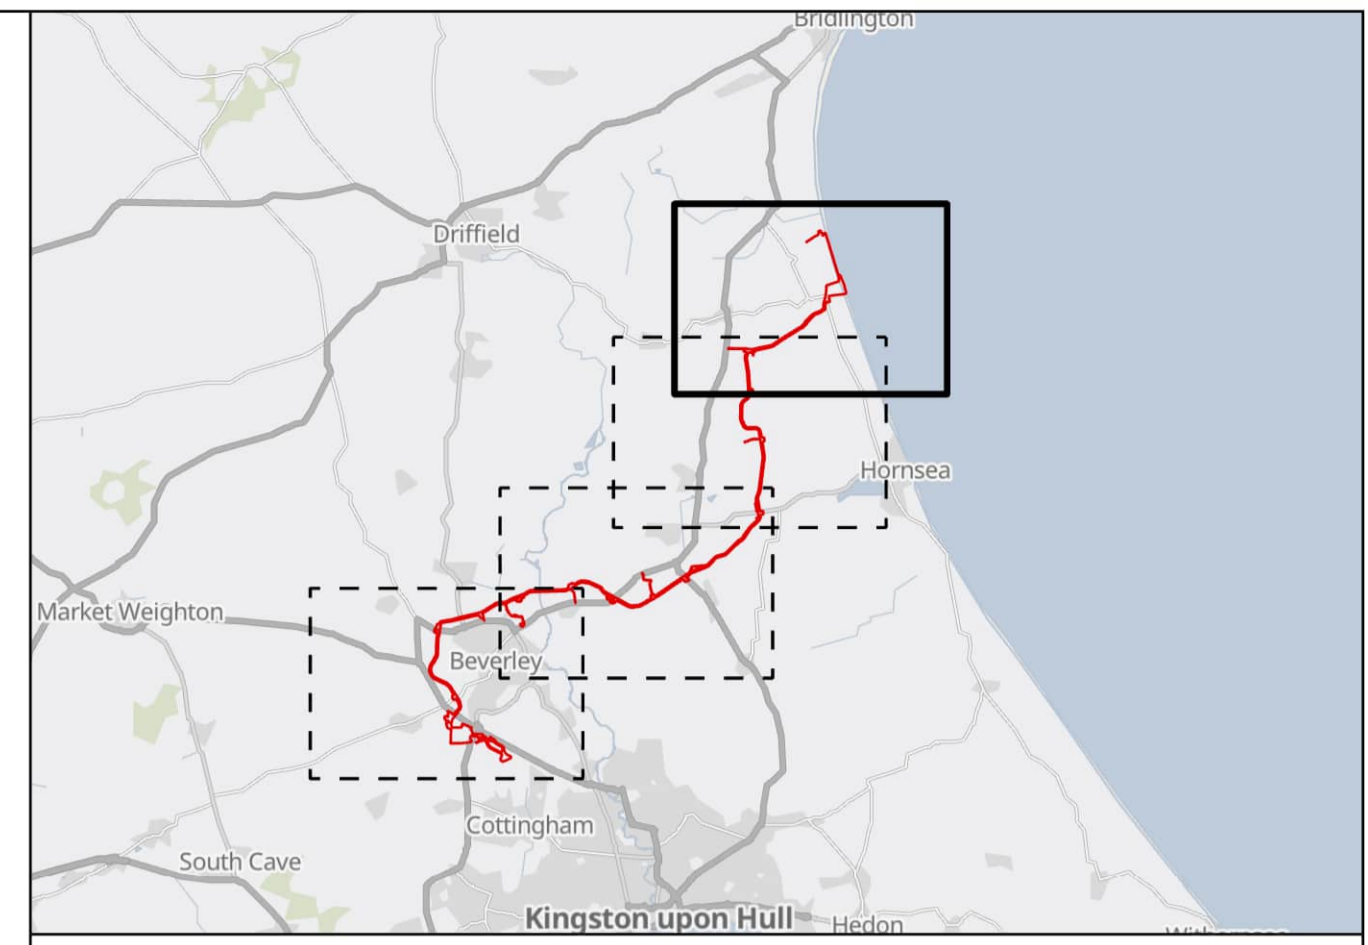 Bridlington
Driffield
Hornsea
Market Weighton
Beverley
Cottingham
South Cave
Kingston upon Hull
Hedon